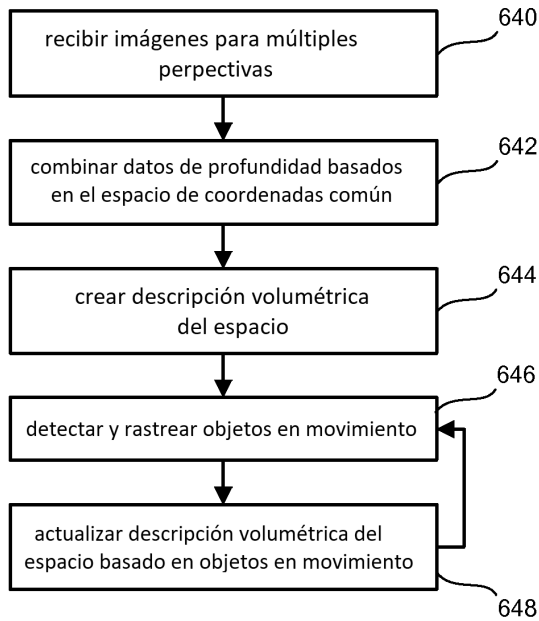 recibir imágenes para múltiples
perpectivas
640
combinar datos de profundidad basados
en el espacio de coordenadas común
642
crear descripción volumétrica
del espacio
644
detectar y rastrear objetos en movimiento
646
actualizar descripción volumétrica del
espacio basado en objetos en movimiento
648